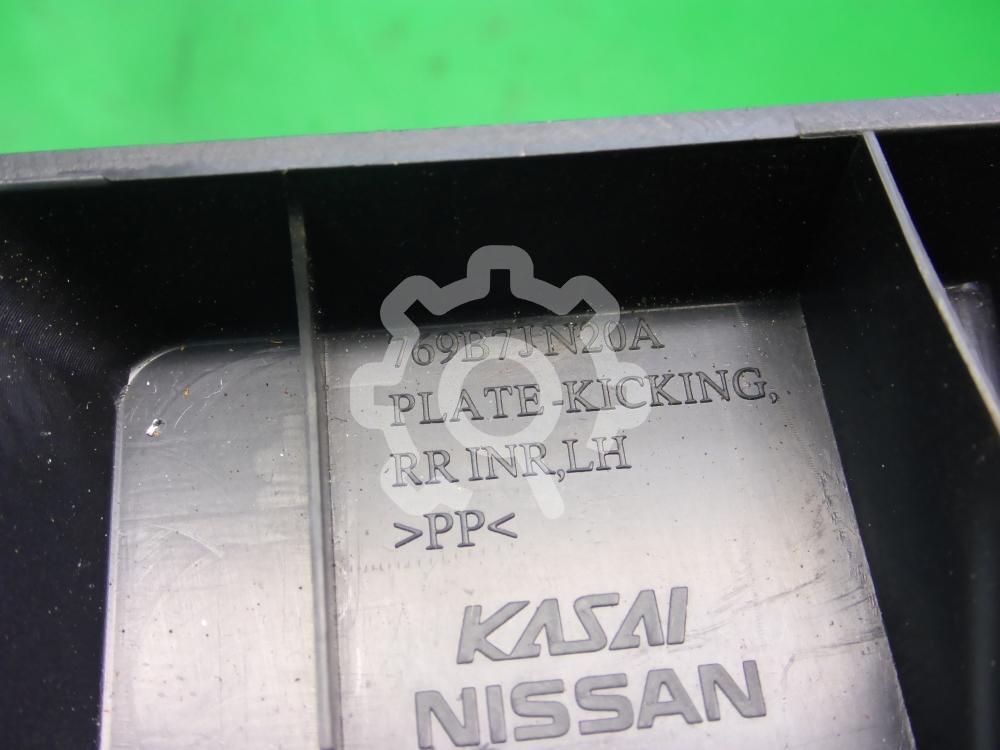 769B7JN20A
PLATE-KICKING,
RR INR,LH
>PP<
KASAI
NISSAN